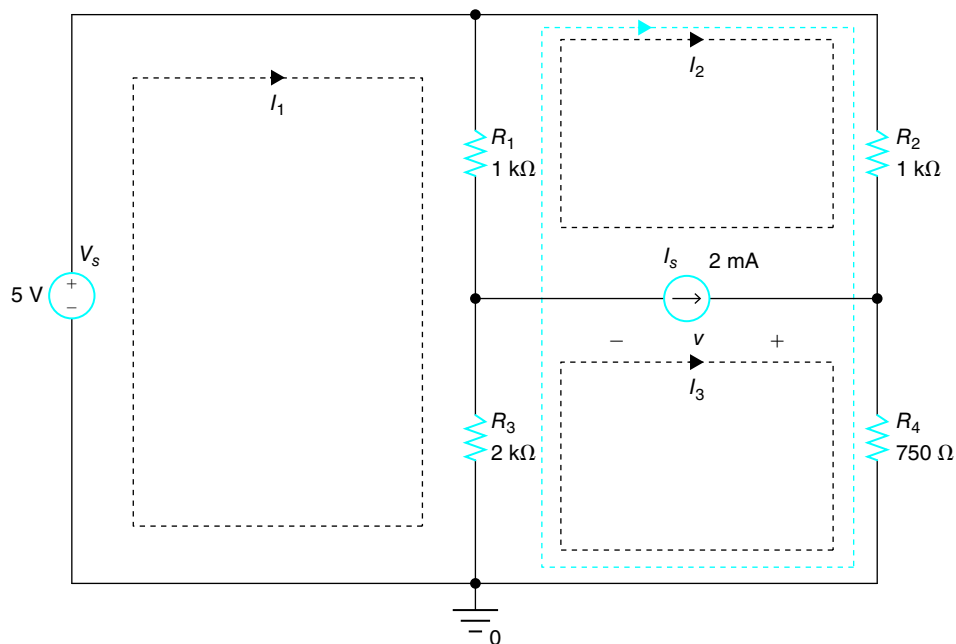 I2
I1
R1
1 kΩ
R2
1 kΩ
Vs
5 V
+
−
Is
2 mA
− v +
I3
R3
2 kΩ
R4
750 Ω
0